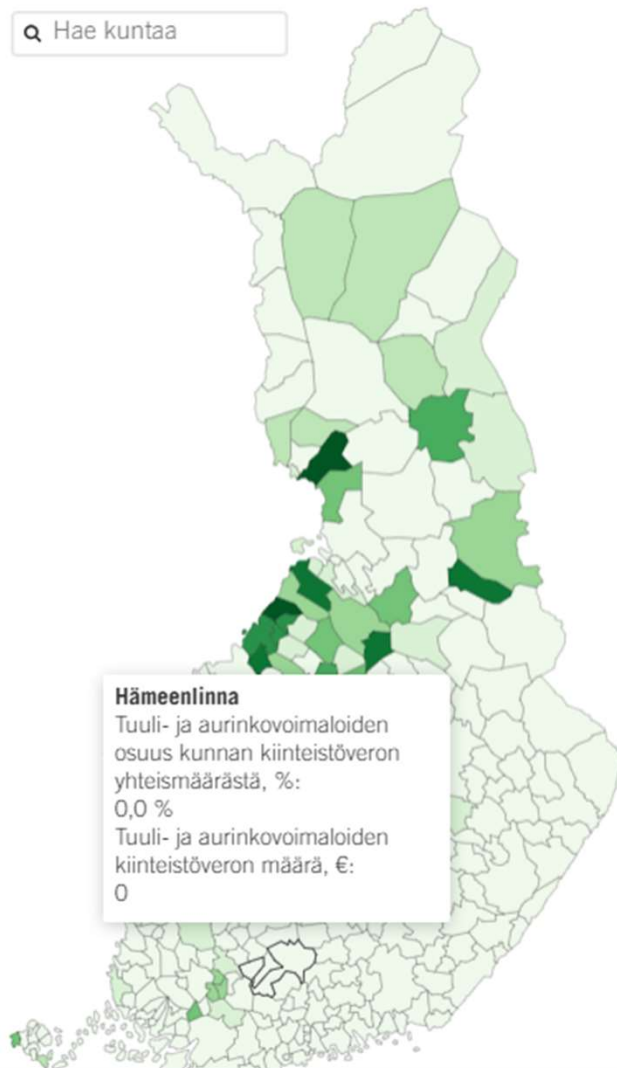 Hae kuntaa
Hämeenlinna
Tuuli- ja aurinkovoimaloiden
osuus kunnan kiinteistöveron
yhteismäärästä, %:
0,0 %
Tuuli- ja aurinkovoimaloiden
kiinteistöveron määrä, €:
0